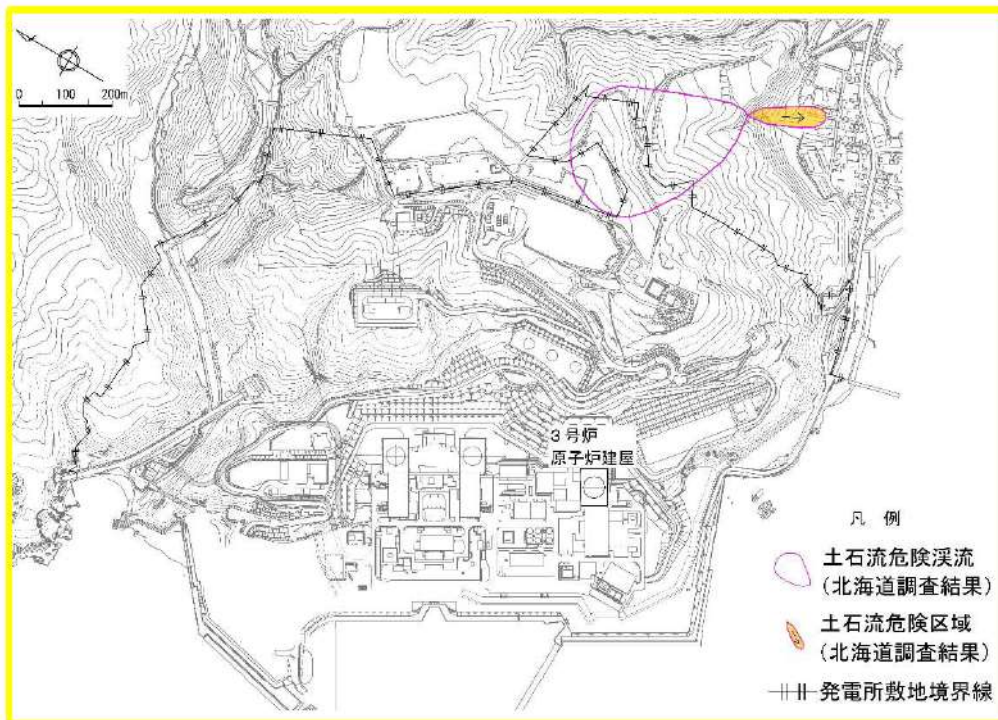 0 100 200m
3号炉
原子炉建屋
凡 例
土石流危険渓流
(北海道調査結果)
土石流危険区域
(北海道調査結果)
発電所敷地境界線